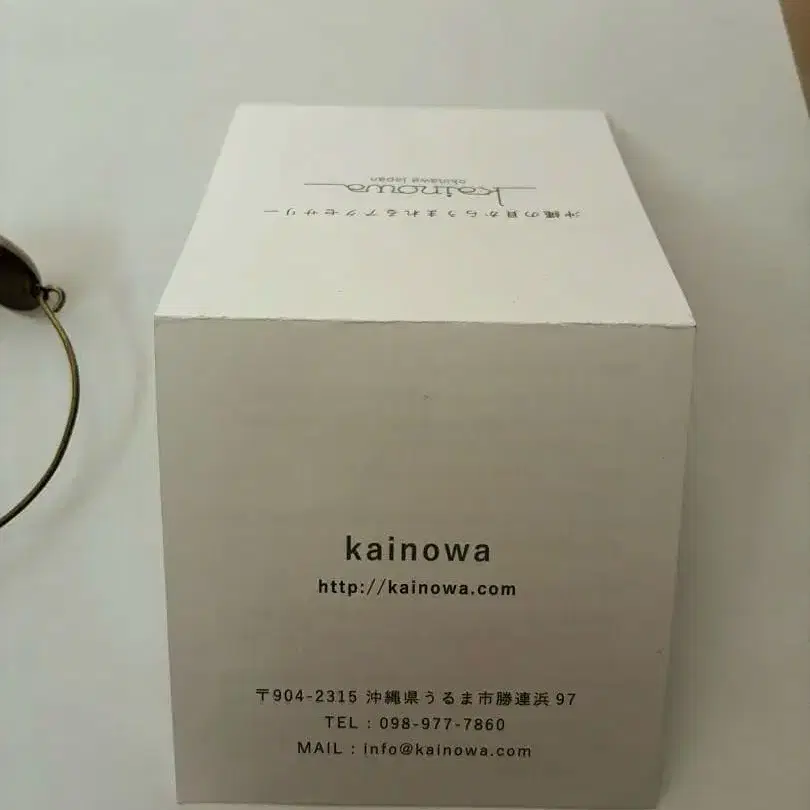 沖縄の貝からうまれるアクセサリー
kainowa
okinawa japan
kainowa
http://kainowa.com
〒904-2315 沖縄県うるま市勝連浜97
TEL : 098-977-7860
MAIL : info@kainowa.com